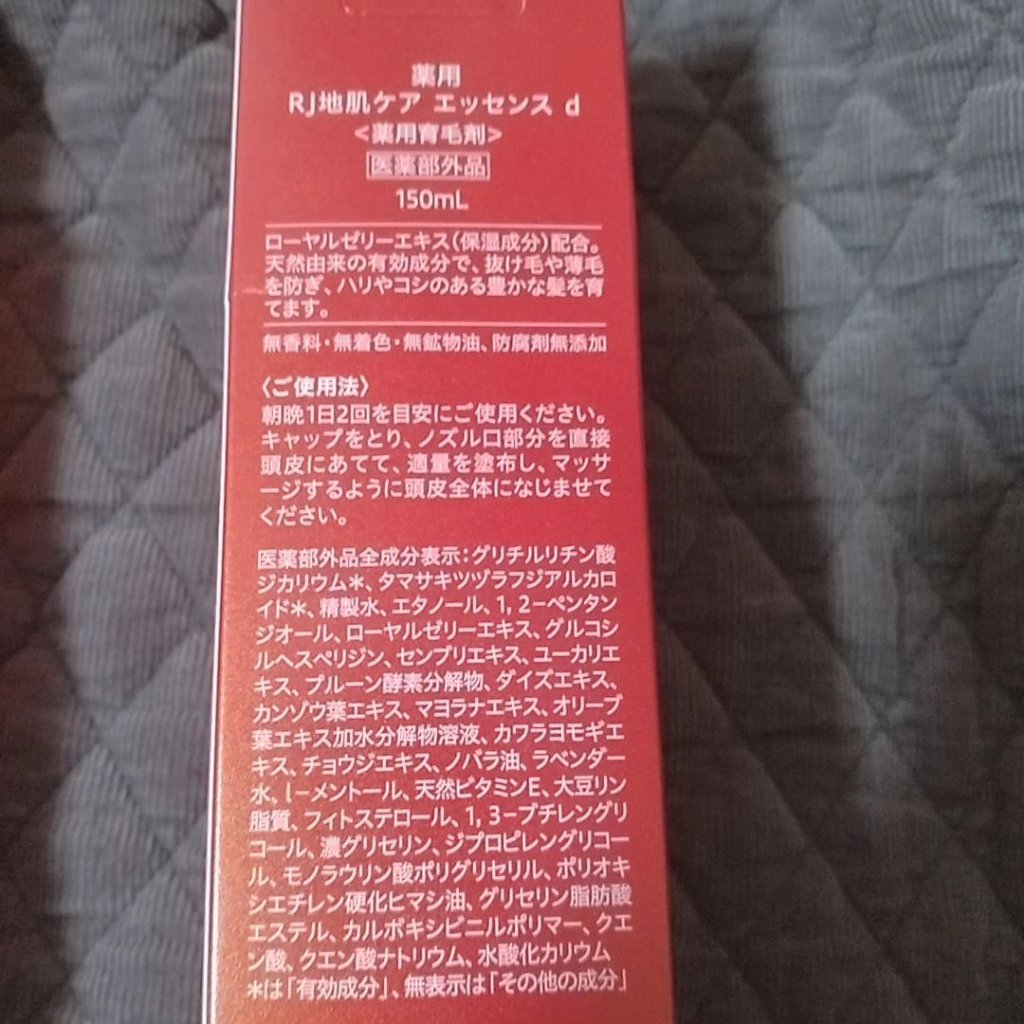 薬用
RJ地肌ケア エッセンス d
<薬用育毛剤>
医薬部外品
150mL
ローヤルゼリーエキス(保湿成分)配合。
天然由来の有効成分で、抜け毛や薄毛
を防ぎ、ハリやコシのある豊かな髪を育
てます。
無香料・無着色・無鉱物油、防腐剤無添加
〈ご使用法〉
朝晩1日2回を目安にご使用ください。
キャップをとり、ノズル口部分を直接
頭皮にあてて、適量を塗布し、マッサ
ージするように頭皮全体になじませて
ください。
医薬部外品全成分表示：グリチルリチン酸
ジカリウム＊、タマサキツヅラフジアルカロ
イド＊、精製水、エタノール、1,2-ペンタン
ジオール、ローヤルゼリーエキス、グルコシ
ルヘスペリジン、センブリエキス、ユーカリエ
キス、プルーン酵素分解物、ダイズエキス、
カンゾウ葉エキス、マヨラナエキス、オリーブ
葉エキス加水分解物溶液、カワラヨモギエ
キス、チョウジエキス、ノバラ油、ラベンダー
水、l-メントール、天然ビタミンE、大豆リン
脂質、フィトステロール、1,3-ブチレングリ
コール、濃グリセリン、ジプロピレングリコー
ル、モノラウリン酸ポリグリセリル、ポリオキ
シエチレン硬化ヒマシ油、グリセリン脂肪酸
エステル、カルボキシビニルポリマー、クエ
ン酸、クエン酸ナトリウム、水酸化カリウム
＊は「有効成分」、無表示は「その他の成分」